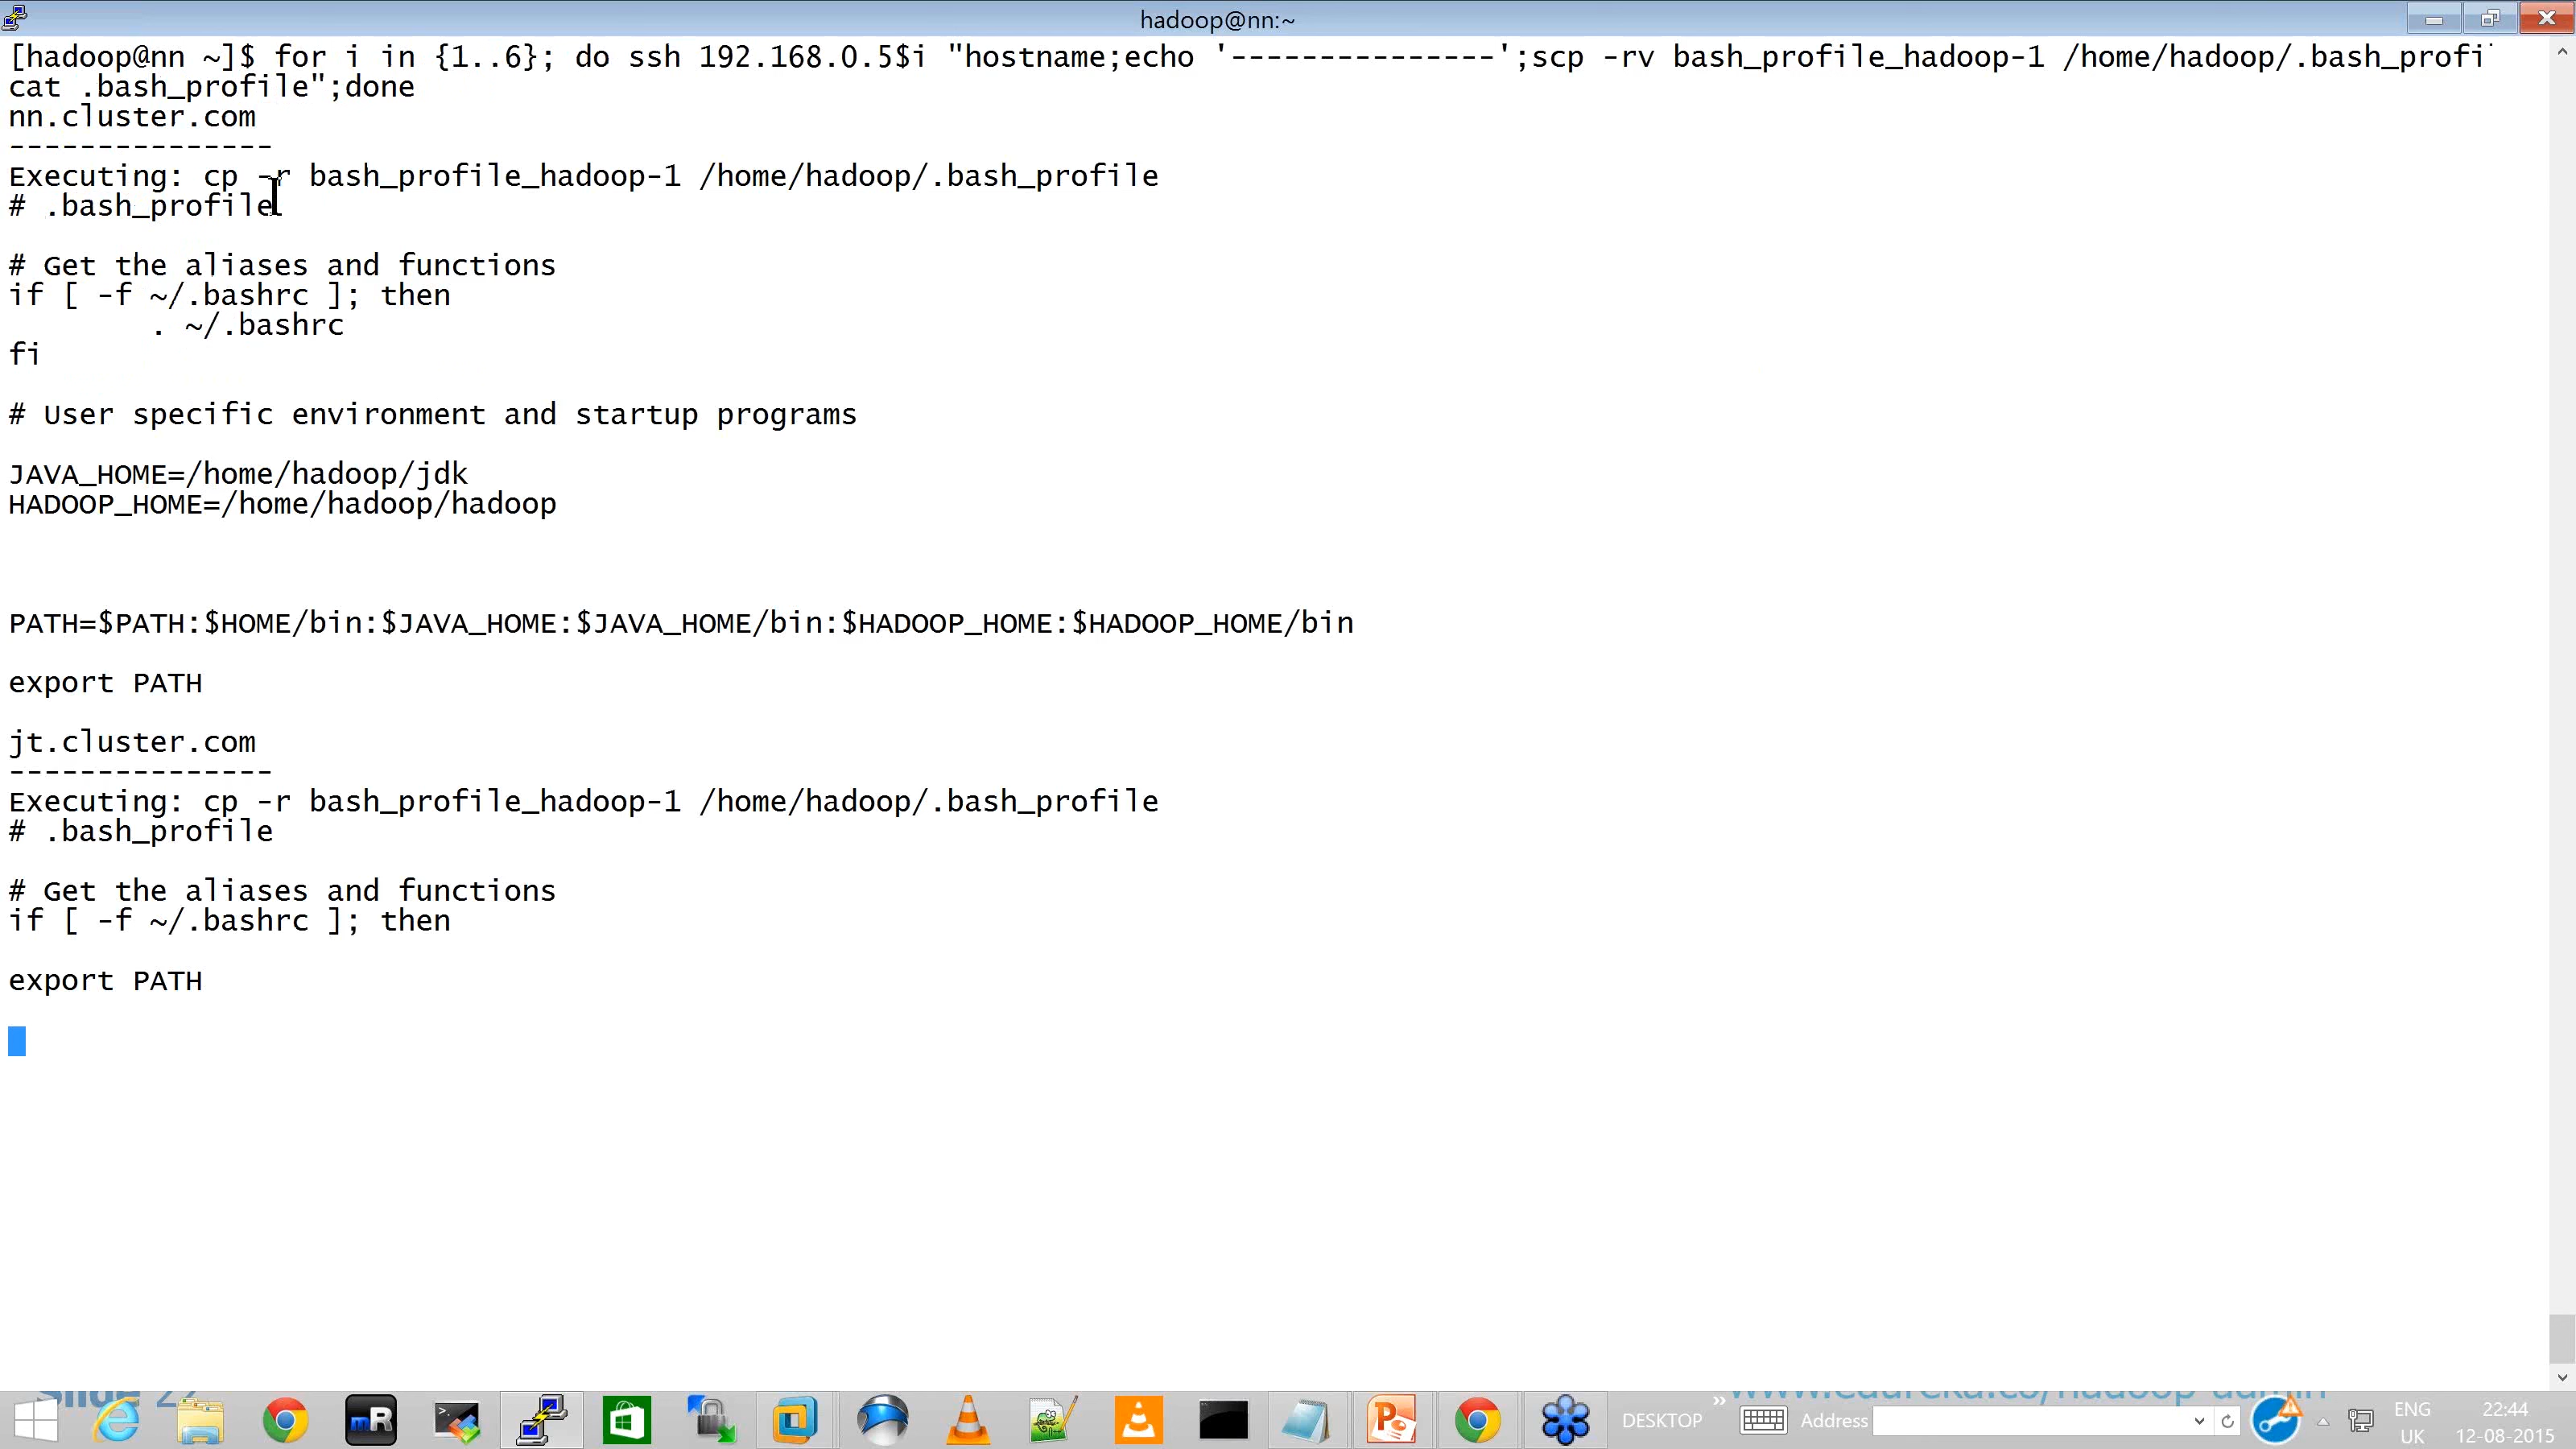 hadoop@nn:~
[hadoop@nn ~]$ for i in {1..6}; do ssh 192.168.0.5$i "hostname;echo '---------------';scp -rv bash_profile_hadoop-1 /home/hadoop/.bash_profi
cat .bash_profile";done
nn.cluster.com
---------------
Executing: cp -r bash_profile_hadoop-1 /home/hadoop/.bash_profile
# .bash_profile
# Get the aliases and functions
if [ -f ~/.bashrc ]; then
. ~/.bashrc
fi
# User specific environment and startup programs
JAVA_HOME=/home/hadoop/jdk
HADOOP_HOME=/home/hadoop/hadoop
PATH=$PATH:$HOME/bin:$JAVA_HOME:$JAVA_HOME/bin:$HADOOP_HOME:$HADOOP_HOME/bin
export PATH
jt.cluster.com
---------------
Executing: cp -r bash_profile_hadoop-1 /home/hadoop/.bash_profile
# .bash_profile
# Get the aliases and functions
if [ -f ~/.bashrc ]; then
export PATH
mR
DESKTOP
Address
ENG
UK
22:44
12-08-2015